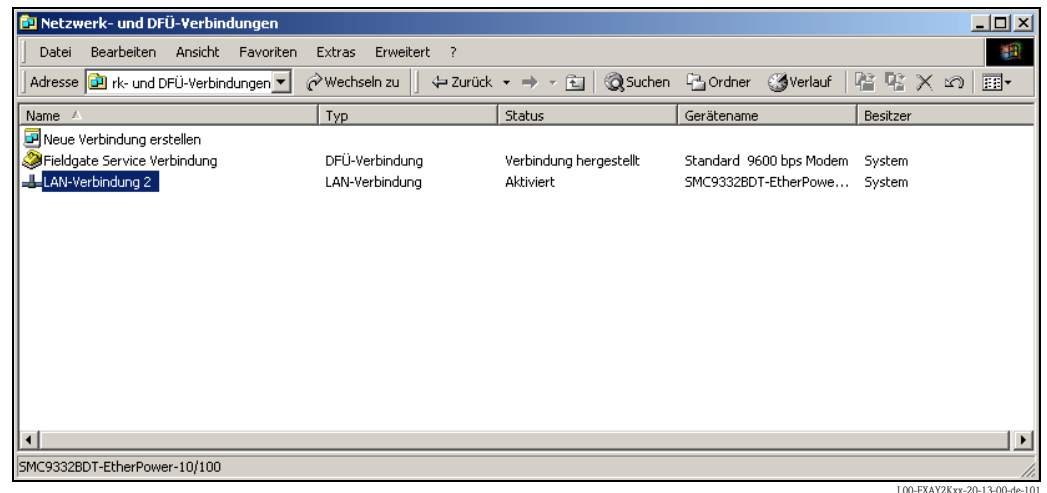 Netzwerk- und DFÜ-Verbindungen
Datei Bearbeiten Ansicht Favoriten Extras Erweitert ?
Adresse rk- und DFÜ-Verbindungen Wechseln zu Zurück Suchen Ordner Verlauf
Name Typ Status Gerätename Besitzer
Neue Verbindung erstellen
Fieldgate Service Verbindung DFÜ-Verbindung Verbindung hergestellt Standard 9600 bps Modem System
LAN-Verbindung 2 LAN-Verbindung Aktiviert SMC9332BDT-EtherPowe... System
SMC9332BDT-EtherPower-10/100
L00-FXAY2Kxx-20-13-00-de-101